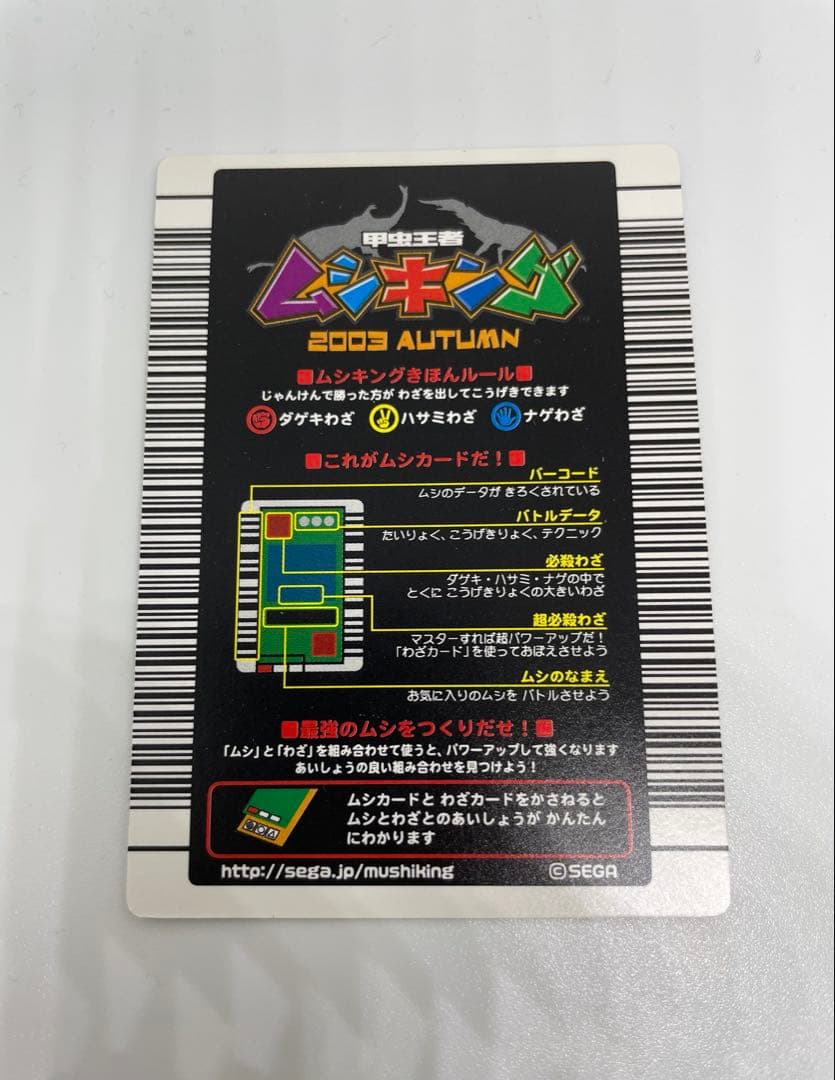 甲虫王者
ムシキング
2003 AUTUMN
ムシキングきほんルール
じゃんけんで勝った方が わざを出してこうげきできます
ダゲキわざ ハサミわざ ナゲわざ
これがムシカードだ!
バーコード
ムシのデータが きろくされている
バトルデータ
たいりょく、こうげきりょく、テクニック
必殺わざ
ダゲキ・ハサミ・ナゲの中で
とくに こうげきりょくの大きいわざ
超必殺わざ
マスターすれば超パワーアップだ!
「わざカード」を使っておぼえさせよう
ムシのなまえ
お気に入りのムシを バトルさせよう
最強のムシをつくりだせ!
「ムシ」と「わざ」を組み合わせて使うと、パワーアップして強くなります
あいしょうの良い組み合わせを見つけよう!
ムシカードと わざカードをかさねると
ムシとわざとのあいしょうが かんたん
にわかります
http://sega.jp/mushiking ©SEGA